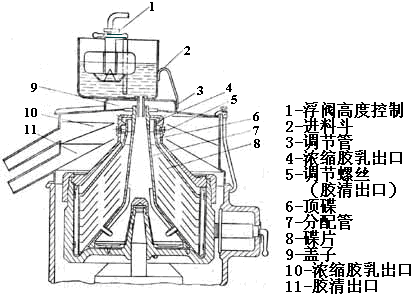 1
2
3
4
5
6
7
8
9
10
11
1-浮阀高度控制
2-进料斗
3-调节管
4-浓缩胶乳出口
5-调节螺丝
（胶清出口）
6-顶碟
7-分配管
8-碟片
9-盖子
10-浓缩胶乳出口
11-胶清出口